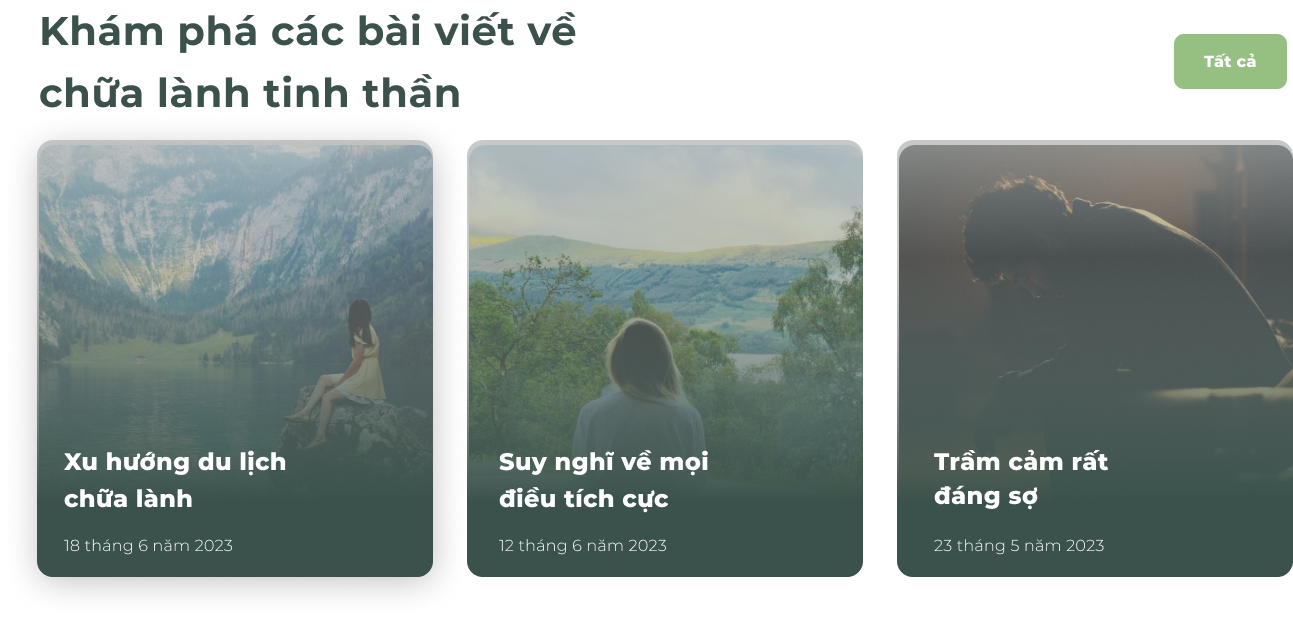 Khám phá các bài viết về
chữa lành tinh thần
Tất cả
Xu hướng du lịch
chữa lành
18 tháng 6 năm 2023
Suy nghĩ về mọi
điều tích cực
12 tháng 6 năm 2023
Trầm cảm rất
đáng sợ
23 tháng 5 năm 2023